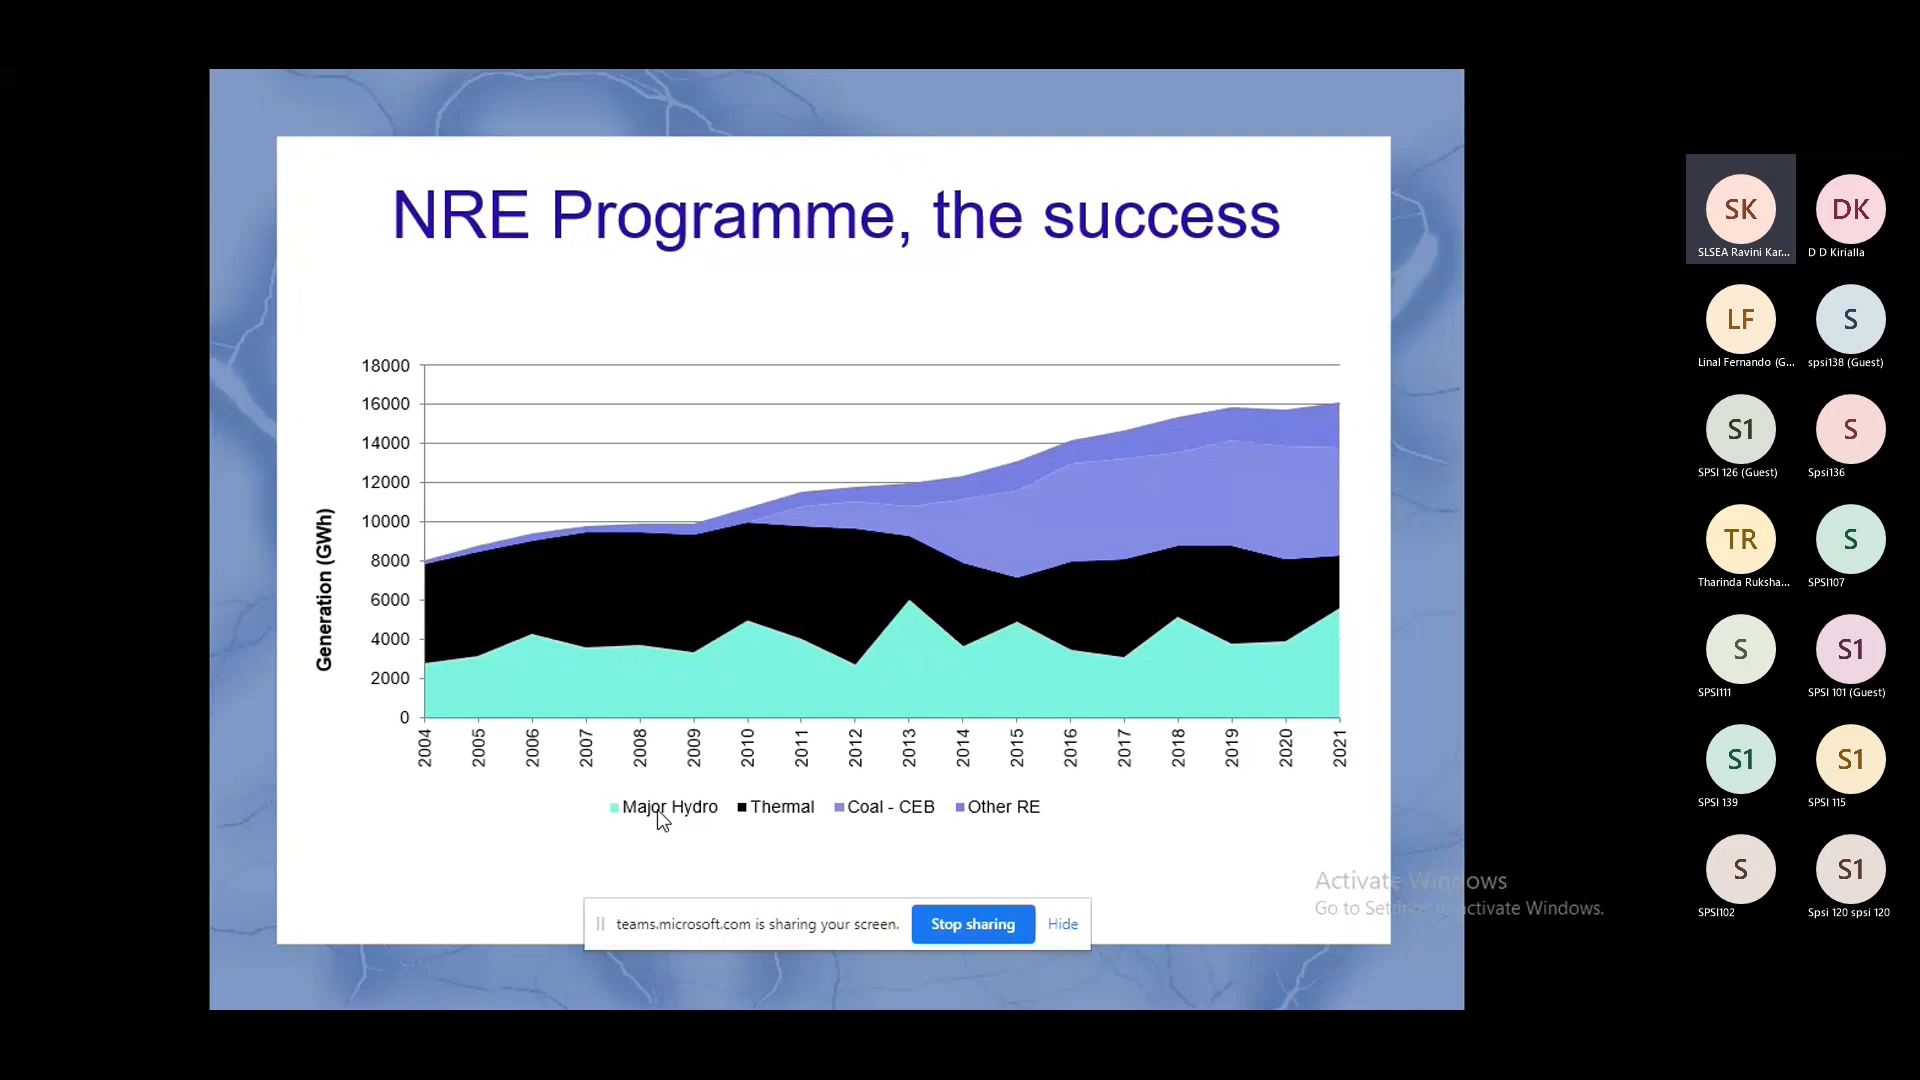 NRE Programme, the success
Generation (GWh)
18000
16000
14000
12000
10000
8000
6000
4000
2000
0
2004 2005 2006 2007 2008 2009 2010 2011 2012 2013 2014 2015 2016 2017 2018 2019 2020 2021
Major Hydro Thermal Coal - CEB Other RE
teams.microsoft.com is sharing your screen. Stop sharing Hide
Activate Windows
Go to Settings to activate Windows.
SK DK
SLSEA Ravini Kar... D D Kirialla
LF S
Linal Fernando (G... spsi138 (Guest)
S1 S
SPSI 126 (Guest) Spsi136
TR S
Tharinda Ruksha... SPSI107
S S1
SPSI111 SPSI 101 (Guest)
S1 S1
SPSI 139 SPSI 115
S S1
SPSI102 Spsi 120 spsi 120